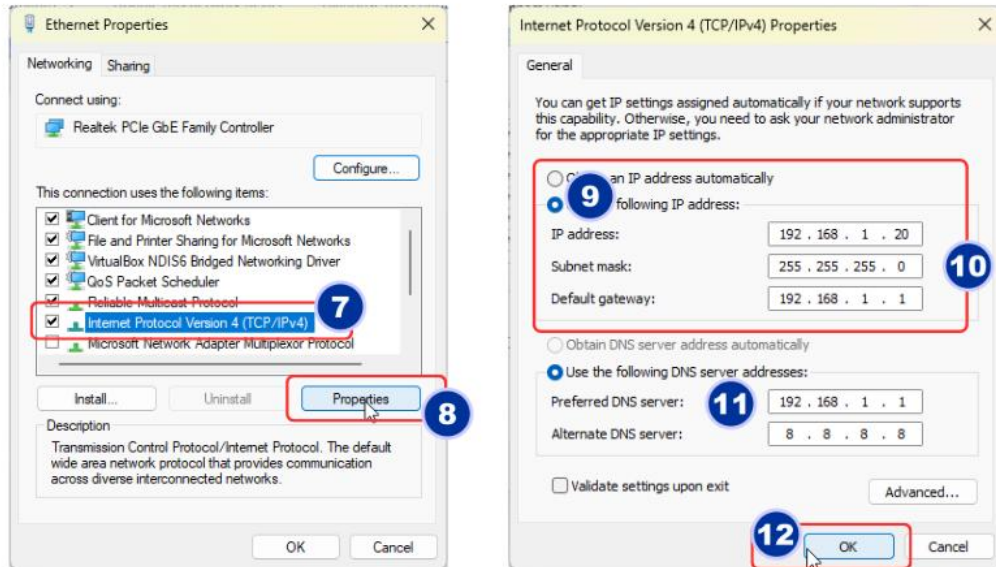 Ethernet Properties
Networking Sharing
Connect using:
Realtek PCIe GbE Family Controller
Configure...
This connection uses the following items:
Client for Microsoft Networks
File and Printer Sharing for Microsoft Networks
VirtualBox NDIS6 Bridged Networking Driver
QoS Packet Scheduler
Reliable Multicast Protocol
Internet Protocol Version 4 (TCP/IPv4)
7
Microsoft Network Adapter Multiplexor Protocol
Install... Uninstall Properties
8
Description
Transmission Control Protocol/Internet Protocol. The default
wide area network protocol that provides communication
across diverse interconnected networks.
OK Cancel
Internet Protocol Version 4 (TCP/IPv4) Properties
General
You can get IP settings assigned automatically if your network supports
this capability. Otherwise, you need to ask your network administrator
for the appropriate IP settings.
an IP address automatically
9
following IP address:
IP address: 192 . 168 . 1 . 20
Subnet mask: 255 . 255 . 255 . 0
10
Default gateway: 192 . 168 . 1 . 1
Obtain DNS server address automatically
Use the following DNS server addresses:
Preferred DNS server: 192 . 168 . 1 . 1
11
Alternate DNS server: 8 . 8 . 8 . 8
Validate settings upon exit
Advanced...
12
OK Cancel